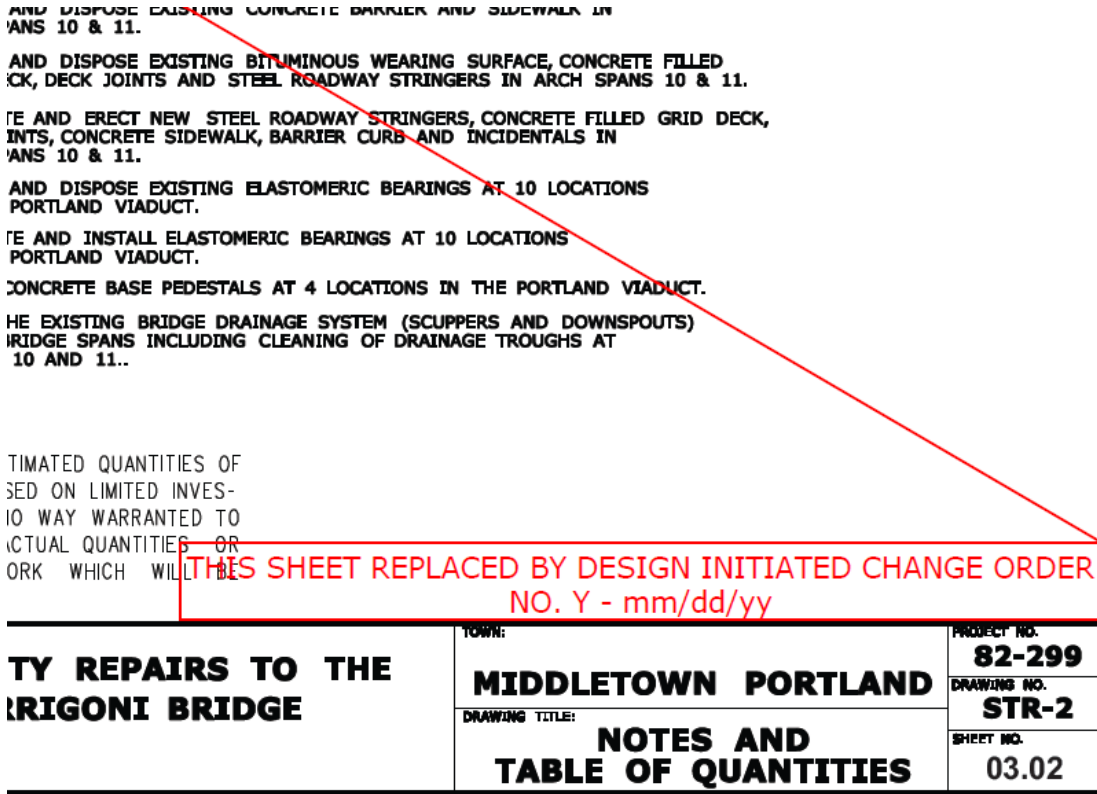 AND DISPOSE EXISTING CONCRETE BARRIER AND SIDEWALK IN
PANS 10 & 11.
AND DISPOSE EXISTING BITUMINOUS WEARING SURFACE, CONCRETE FILLED
CK, DECK JOINTS AND STEEL ROADWAY STRINGERS IN ARCH SPANS 10 & 11.
TE AND ERECT NEW STEEL ROADWAY STRINGERS, CONCRETE FILLED GRID DECK,
INTS, CONCRETE SIDEWALK, BARRIER CURB AND INCIDENTALS IN
PANS 10 & 11.
AND DISPOSE EXISTING ELASTOMERIC BEARINGS AT 10 LOCATIONS
PORTLAND VIADUCT.
TE AND INSTALL ELASTOMERIC BEARINGS AT 10 LOCATIONS
PORTLAND VIADUCT.
CONCRETE BASE PEDESTALS AT 4 LOCATIONS IN THE PORTLAND VIADUCT.
HE EXISTING BRIDGE DRAINAGE SYSTEM (SCUPPERS AND DOWNSPOUTS)
BRIDGE SPANS INCLUDING CLEANING OF DRAINAGE TROUGHS AT
10 AND 11..
TIMATED QUANTITIES OF
SED ON LIMITED INVES-
NO WAY WARRANTED TO
ACTUAL QUANTITIES OR
ORK WHICH WILL BE
THIS SHEET REPLACED BY DESIGN INITIATED CHANGE ORDER
NO. Y - mm/dd/yy
TY REPAIRS TO THE
RRIGONI BRIDGE
TOWN:
MIDDLETOWN PORTLAND
DRAWING TITLE:
NOTES AND
TABLE OF QUANTITIES
PROJECT NO.
82-299
DRAWING NO.
STR-2
SHEET NO.
03.02